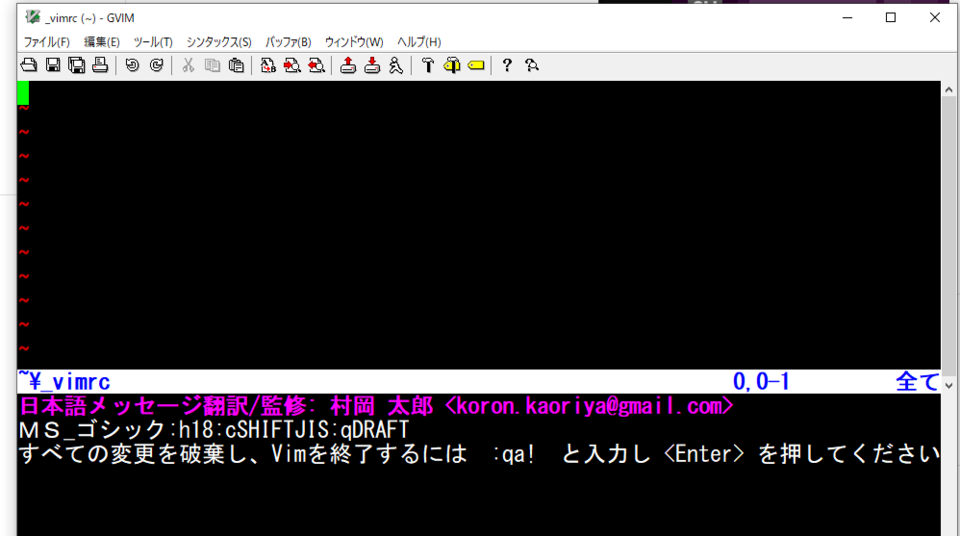 _vimrc (~) - GVIM
ファイル(F) 編集(E) ツール(T) シンタックス(S) バッファ(B) ウィンドウ(W) ヘルプ(H)
~
~
~
~
~
~
~
~
~
~
~
~¥_vimrc 0,0-1 全て
日本語メッセージ翻訳/監修: 村岡 太郎 <koron.kaoriya@gmail.com>
ＭＳ_ゴシック:h18:cSHIFTJIS:qDRAFT
すべての変更を破棄し、Vimを終了するには  :qa!  と入力し <Enter> を押してください